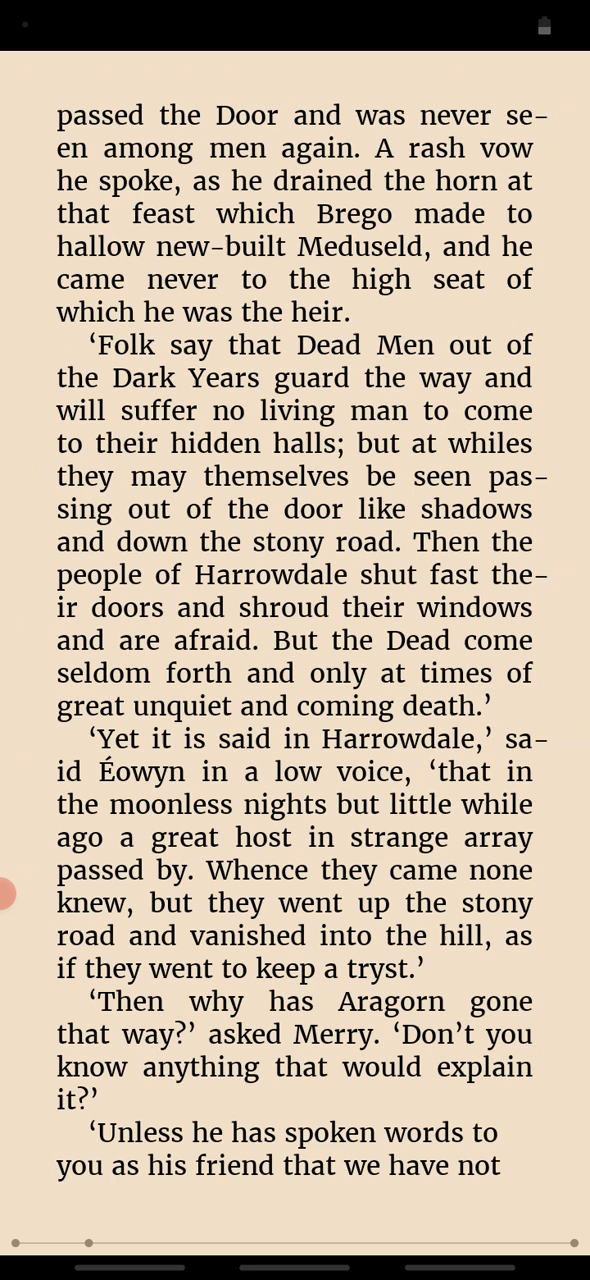 passed the Door and was never se-
en among men again. A rash vow
he spoke, as he drained the horn at
that feast which Brego made to
hallow new-built Meduseld, and he
came never to the high seat of
which he was the heir.
‘Folk say that Dead Men out of
the Dark Years guard the way and
will suffer no living man to come
to their hidden halls; but at whiles
they may themselves be seen pas-
sing out of the door like shadows
and down the stony road. Then the
people of Harrowdale shut fast the-
ir doors and shroud their windows
and are afraid. But the Dead come
seldom forth and only at times of
great unquiet and coming death.’
‘Yet it is said in Harrowdale,’ sa-
id Éowyn in a low voice, ‘that in
the moonless nights but little while
ago a great host in strange array
passed by. Whence they came none
knew, but they went up the stony
road and vanished into the hill, as
if they went to keep a tryst.’
‘Then why has Aragorn gone
that way?’ asked Merry. ‘Don’t you
know anything that would explain
it?’
‘Unless he has spoken words to
you as his friend that we have not